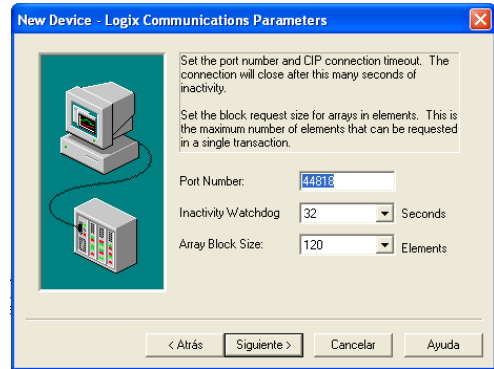 New Device - Logix Communications Parameters
Set the port number and CIP connection timeout. The
connection will close after this many seconds of
inactivity.
Set the block request size for arrays in elements. This is
the maximum number of elements that can be requested
in a single transaction.
Port Number: 44818
Inactivity Watchdog 32 Seconds
Array Block Size: 120 Elements
< Atrás Siguiente > Cancelar Ayuda